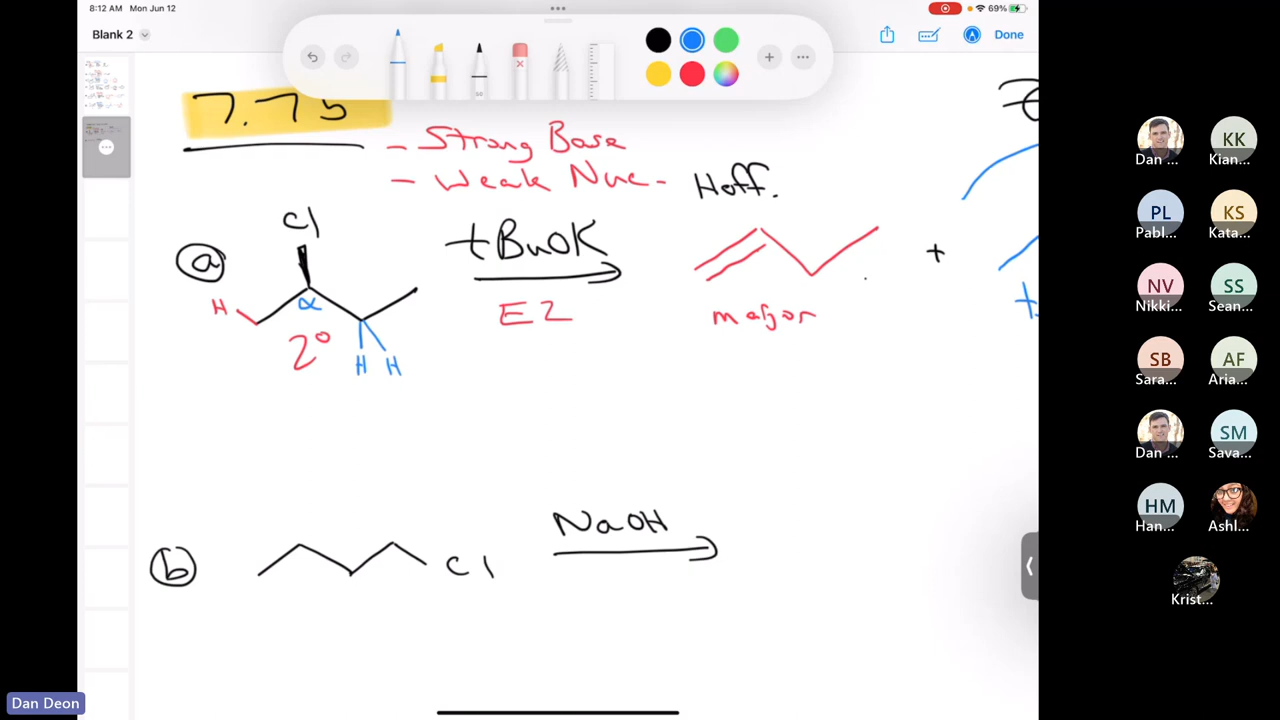 8:12 AM Mon Jun 12
69%
Blank 2
Done
7.75
- Strong Base
- Weak Nuc-
Hoff.
a
Cl
tBuOK
+
H
α
2°
E2
major
H H
b
Cl
NaOH
Dan ...
KK
Kian...
PL
Pabl...
KS
Kata...
NV
Nikki...
SS
Sean...
SB
Sara...
AF
Aria...
Dan ...
SM
Sava...
HM
Han...
Ashl...
Krist...
Dan Deon